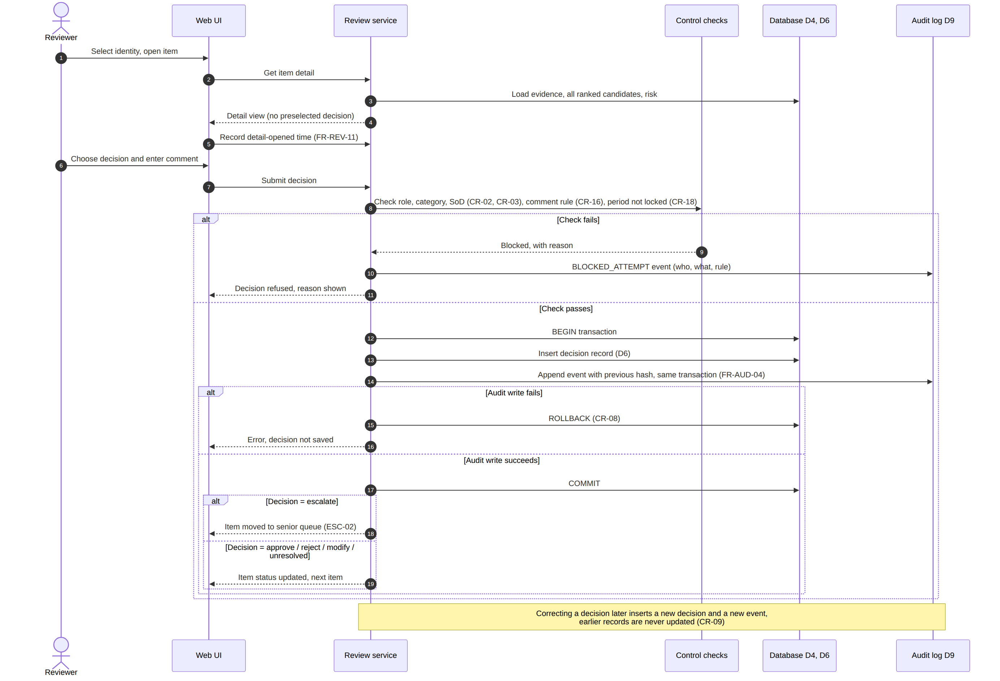 Reviewer
Web UI
Review service
Control checks
Database D4, D6
Audit log D9
1
Select identity, open item
2
Get item detail
3
Load evidence, all ranked candidates, risk
4
Detail view (no preselected decision)
5
Record detail-opened time (FR-REV-11)
6
Choose decision and enter comment
7
Submit decision
8
Check role, category, SoD (CR-02, CR-03), comment rule (CR-16), period not locked (CR-18)
alt
[Check fails]
9
Blocked, with reason
10
BLOCKED_ATTEMPT event (who, what, rule)
11
Decision refused, reason shown
[Check passes]
12
BEGIN transaction
13
Insert decision record (D6)
14
Append event with previous hash, same transaction (FR-AUD-04)
alt
[Audit write fails]
15
ROLLBACK (CR-08)
16
Error, decision not saved
[Audit write succeeds]
17
COMMIT
alt
[Decision = escalate]
18
Item moved to senior queue (ESC-02)
[Decision = approve / reject / modify /
unresolved]
19
Item status updated, next item
Correcting a decision later inserts a new decision and a new event,
earlier records are never updated (CR-09)
Reviewer
Web UI
Review service
Control checks
Database D4, D6
Audit log D9